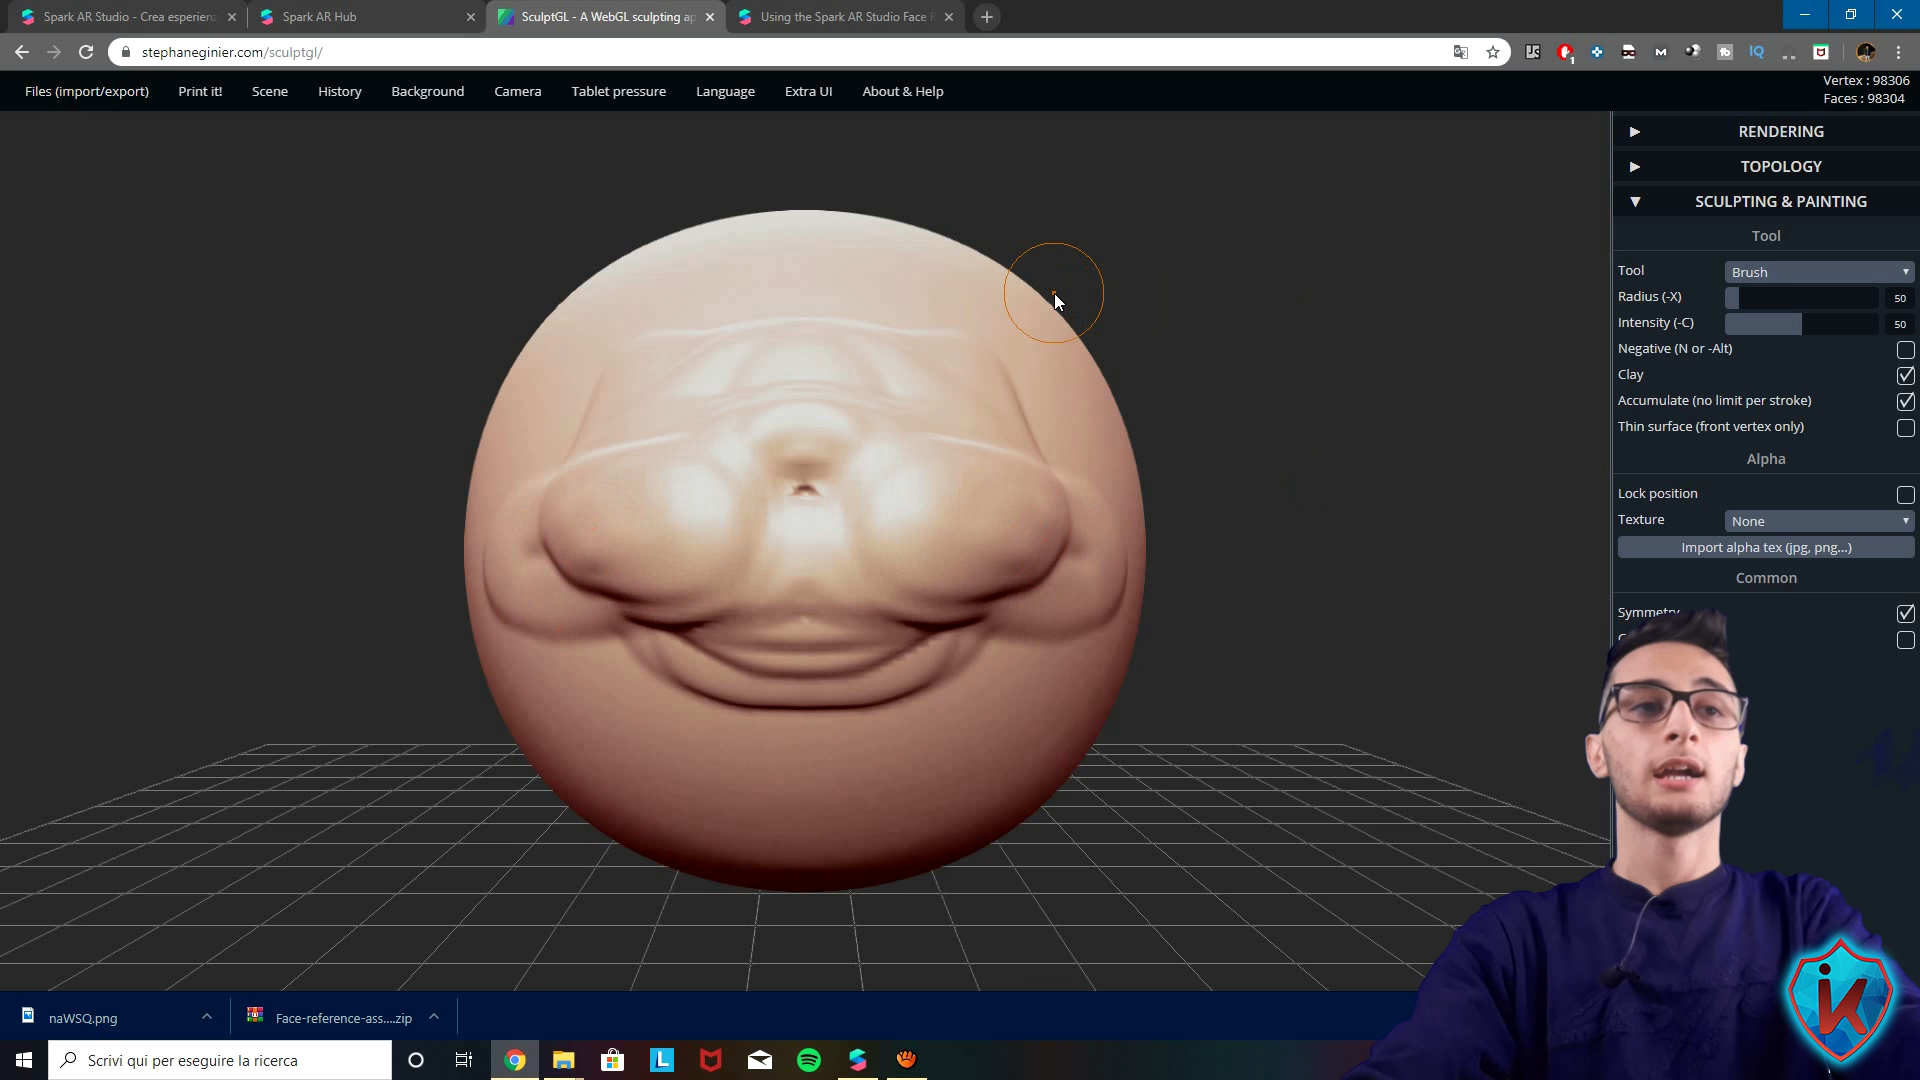 Spark AR Studio - Crea esperien
Spark AR Hub
SculptGL - A WebGL sculpting ap
Using the Spark AR Studio Face
stephaneginier.com/sculptgl/
Files (import/export)
Print it!
Scene
History
Background
Camera
Tablet pressure
Language
Extra UI
About & Help
Vertex : 98306
Faces : 98304
RENDERING
TOPOLOGY
SCULPTING & PAINTING
Tool
Tool
Brush
Radius (-X)
50
Intensity (-C)
50
Negative (N or -Alt)
Clay
Accumulate (no limit per stroke)
Thin surface (front vertex only)
Alpha
Lock position
Texture
None
Import alpha tex (jpg, png...)
Common
Symmetry
naWSQ.png
Face-reference-ass....zip
Scrivi qui per eseguire la ricerca
iK